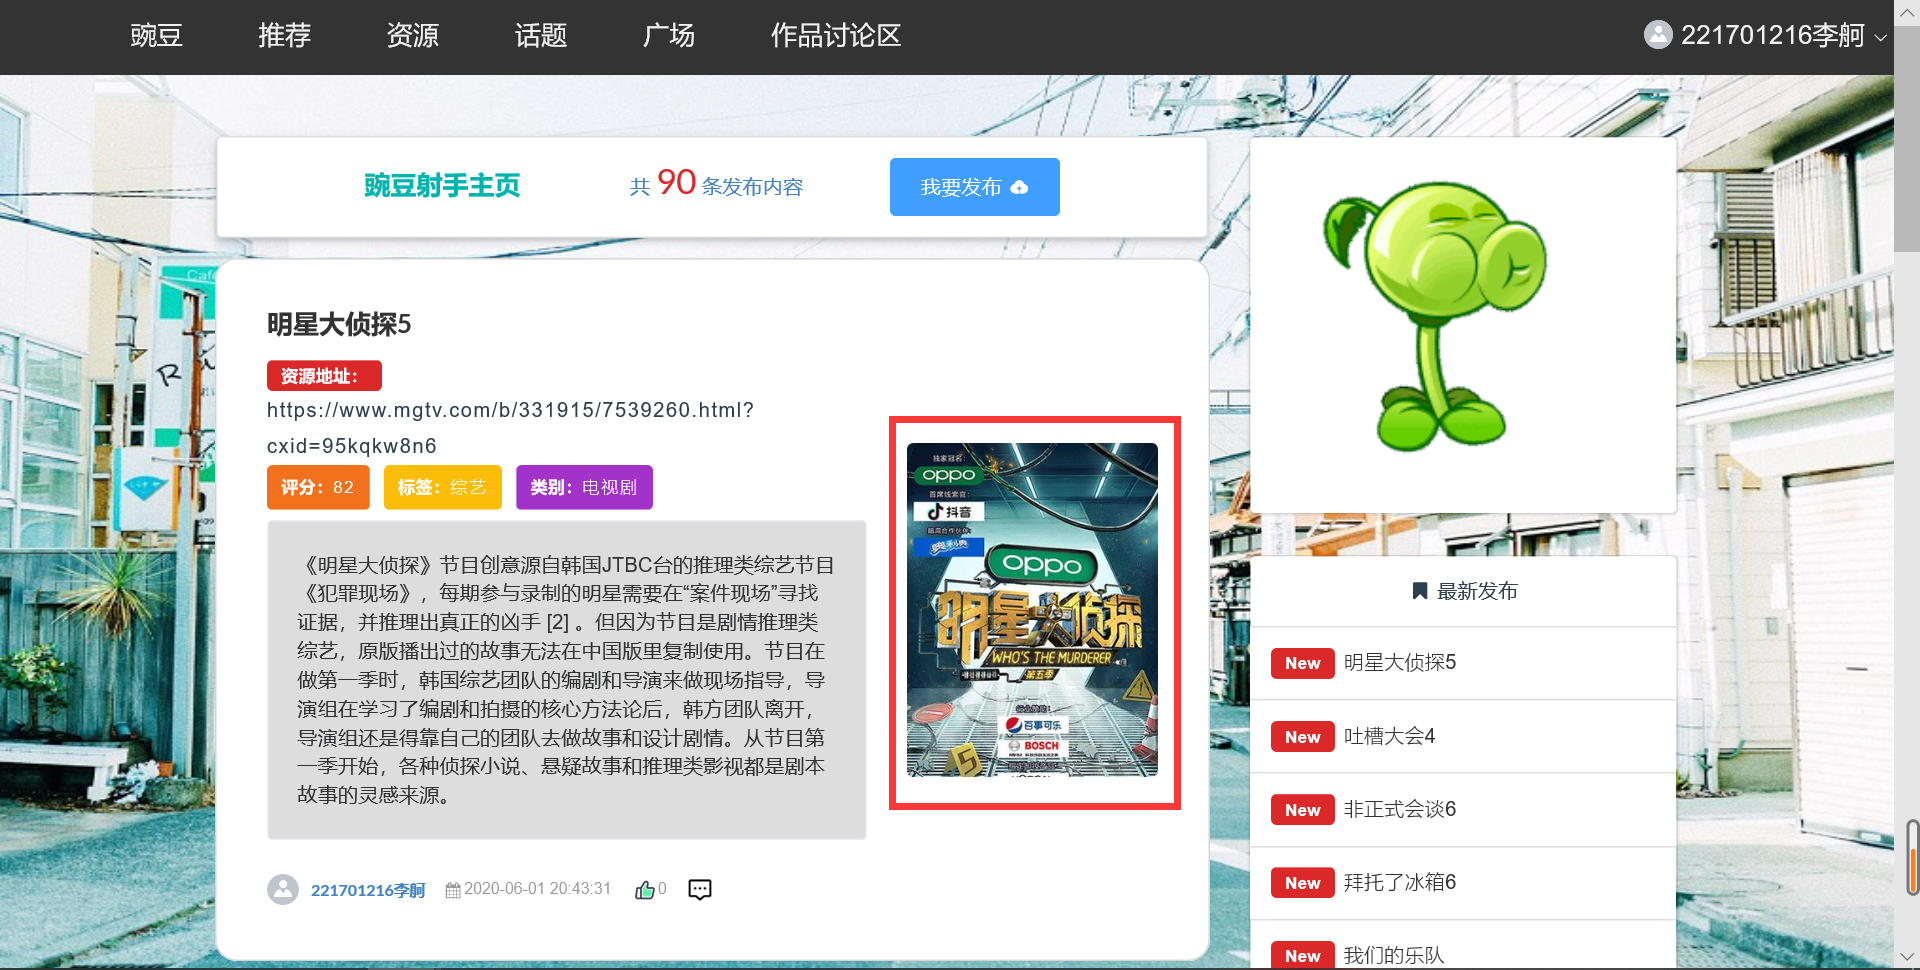 豌豆
推荐
资源
话题
广场
作品讨论区
221701216李舸
豌豆射手主页
共 90 条发布内容
我要发布
明星大侦探5
资源地址：
https://www.mgtv.com/b/331915/7539260.html?
cxid=95kqkw8n6
评分：82
标签：综艺
类别：电视剧
《明星大侦探》节目创意源自韩国JTBC台的推理类综艺节目
《犯罪现场》，每期参与录制的明星需要在“案件现场”寻找
证据，并推理出真正的凶手 [2] 。但因为节目是剧情推理类
综艺，原版播出过的故事无法在中国版里复制使用。节目在
做第一季时，韩国综艺团队的编剧和导演来做现场指导，导
演组在学习了编剧和拍摄的核心方法论后，韩方团队离开，
导演组还是得靠自己的团队去做故事和设计剧情。从节目第
一季开始，各种侦探小说、悬疑故事和推理类影视都是剧本
故事的灵感来源。
独家冠名：
oppo
首席线索官：
抖音
奥利奥
oppo
明星大侦探
WHO'S THE MURDERER
第五季
百事可乐
BOSCH
221701216李舸
2020-06-01 20:43:31
0
最新发布
New 明星大侦探5
New 吐槽大会4
New 非正式会谈6
New 拜托了冰箱6
New 我们的乐队
Cafe
R